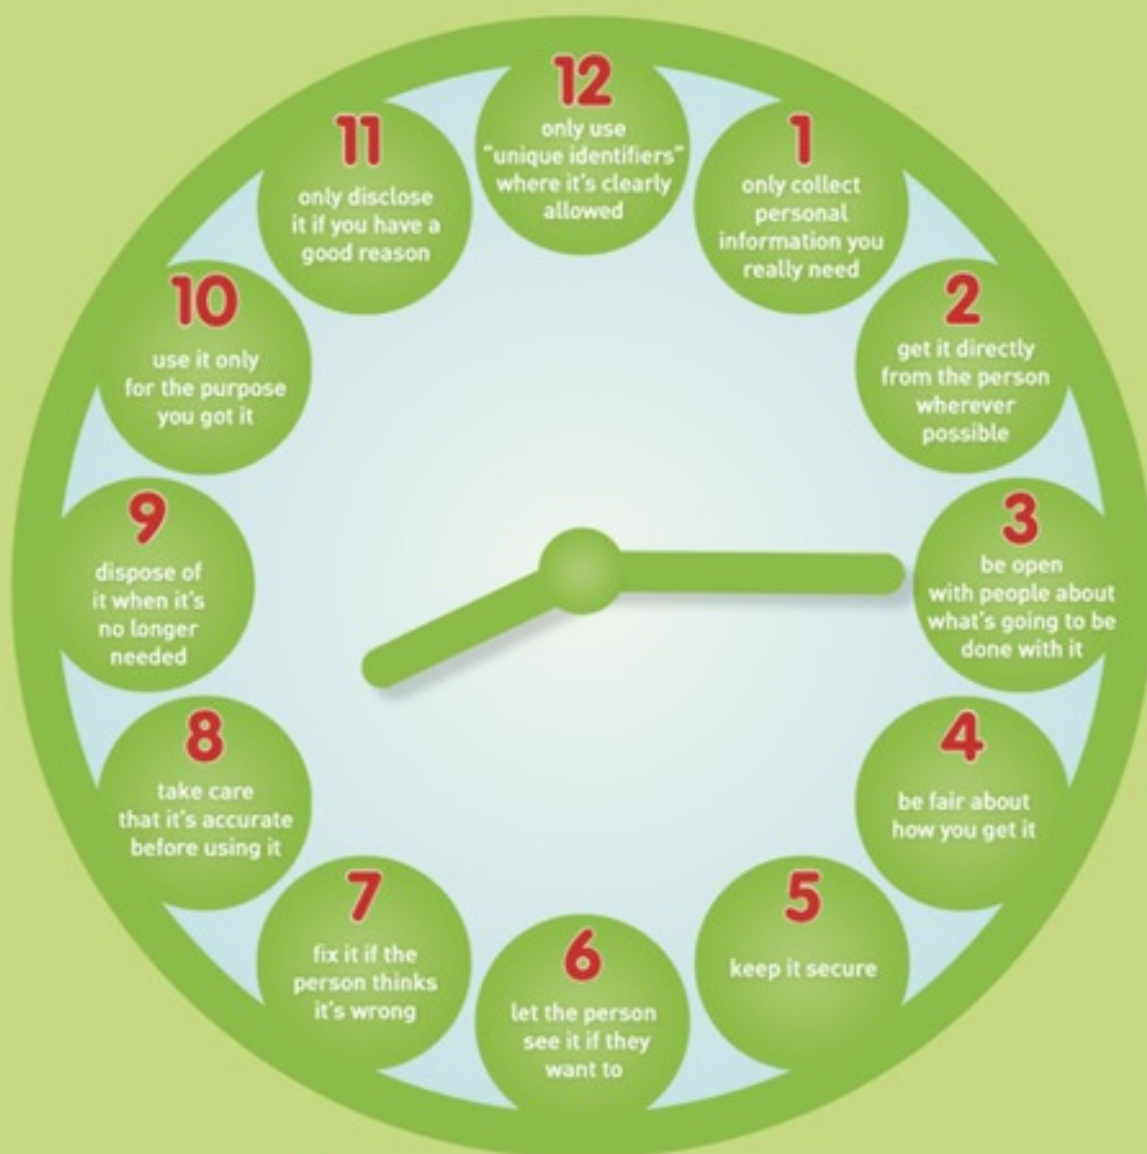 12
only use
"unique identifiers"
where it's clearly
allowed
1
only collect
personal
information you
really need
2
get it directly
from the person
wherever
possible
3
be open
with people about
what's going to be
done with it
4
be fair about
how you get it
5
keep it secure
6
let the person
see it if they
want to
7
fix it if the
person thinks
it's wrong
8
take care
that it's accurate
before using it
9
dispose of
it when it's
no longer
needed
10
use it only
for the purpose
you got it
11
only disclose
it if you have a
good reason